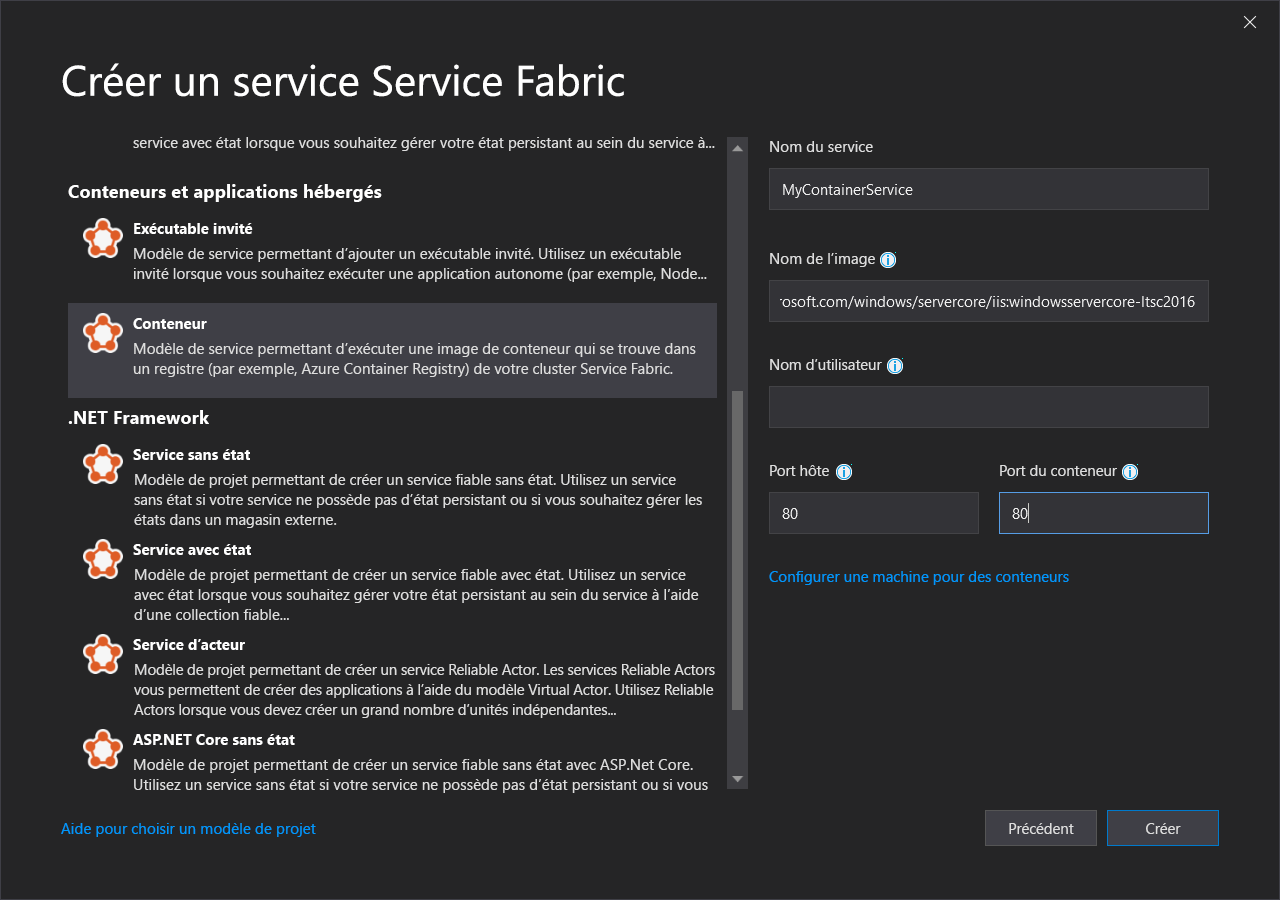 Créer un service Service Fabric
service avec état lorsque vous souhaitez gérer votre état persistant au sein du service à...
Conteneurs et applications hébergés
Exécutable invité
Modèle de service permettant d’ajouter un exécutable invité. Utilisez un exécutable
invité lorsque vous souhaitez exécuter une application autonome (par exemple, Node...
Conteneur
Modèle de service permettant d’exécuter une image de conteneur qui se trouve dans
un registre (par exemple, Azure Container Registry) de votre cluster Service Fabric.
.NET Framework
Service sans état
Modèle de projet permettant de créer un service fiable sans état. Utilisez un service
sans état si votre service ne possède pas d’état persistant ou si vous souhaitez gérer les
états dans un magasin externe.
Service avec état
Modèle de projet permettant de créer un service fiable avec état. Utilisez un service
avec état lorsque vous souhaitez gérer votre état persistant au sein du service à l’aide
d’une collection fiable...
Service d’acteur
Modèle de projet permettant de créer un service Reliable Actor. Les services Reliable Actors
vous permettent de créer des applications à l’aide du modèle Virtual Actor. Utilisez Reliable
Actors lorsque vous devez créer un grand nombre d’unités indépendantes...
ASP.NET Core sans état
Modèle de projet permettant de créer un service fiable sans état avec ASP.Net Core.
Utilisez un service sans état si votre service ne possède pas d’état persistant ou si vous
Aide pour choisir un modèle de projet
Nom du service
MyContainerService
Nom de l’image
rosoft.com/windows/servercore/iis:windowsservercore-ltsc2016
Nom d’utilisateur
Port hôte
80
Port du conteneur
80
Configurer une machine pour des conteneurs
Précédent
Créer